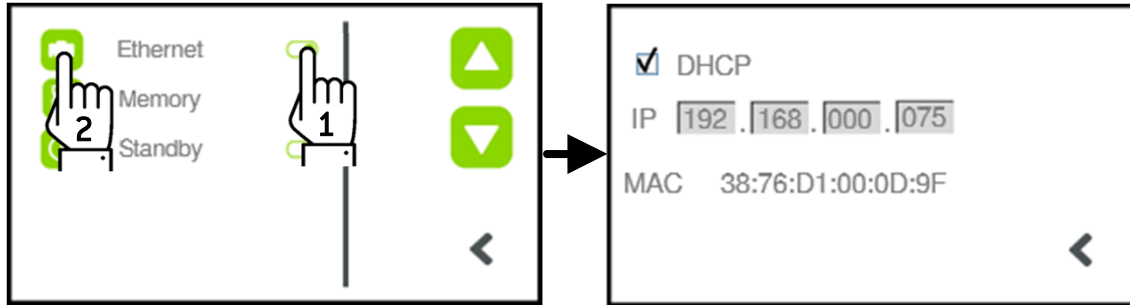 Ethernet
1
Memory
2
Standby
DHCP
IP 192.168.000.075
MAC 38:76:D1:00:0D:9F